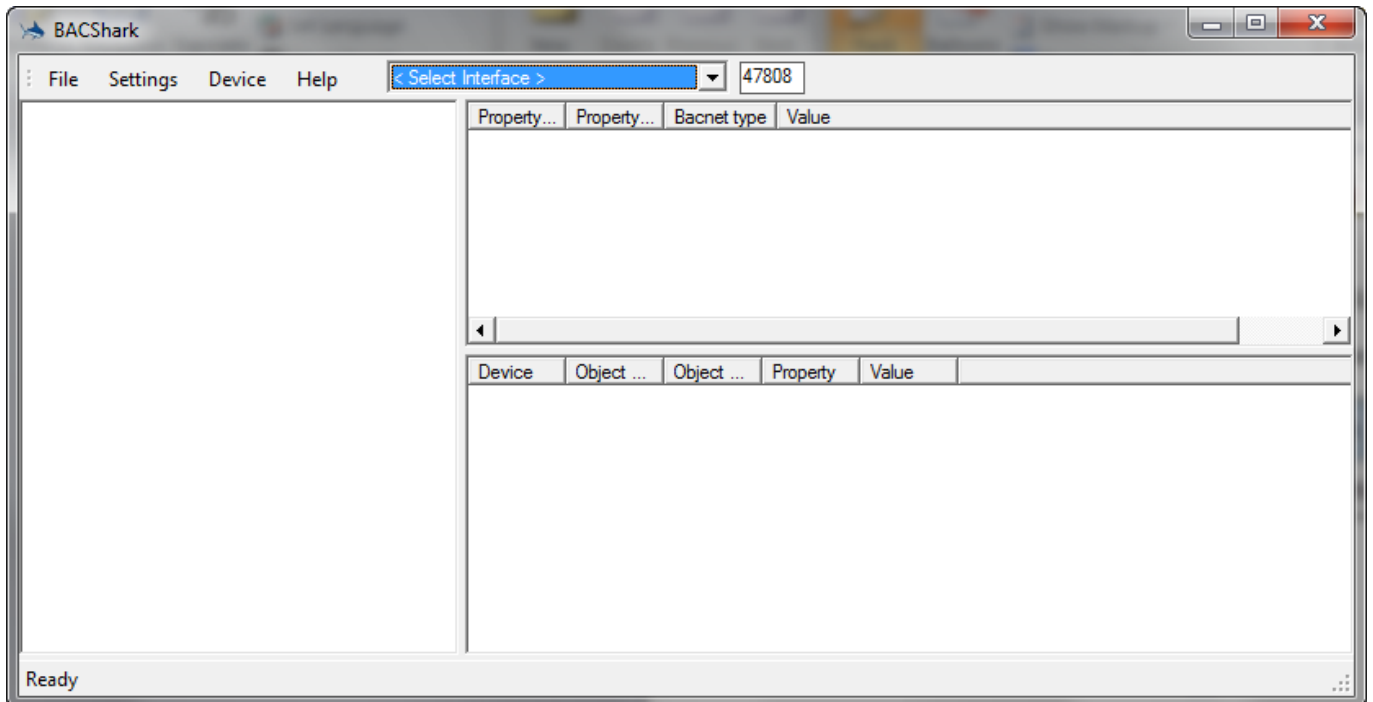 BACShark
File Settings Device Help < Select Interface > 47808
Property... Property... Bacnet type Value
Device Object ... Object ... Property Value
Ready